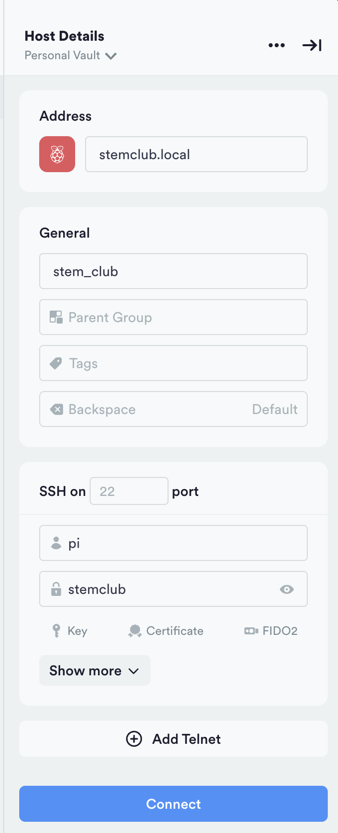 Host Details
Personal Vault
Address
stemclub.local
General
stem_club
Parent Group
Tags
Backspace Default
SSH on 22 port
pi
stemclub
Key Certificate FIDO2
Show more
Add Telnet
Connect